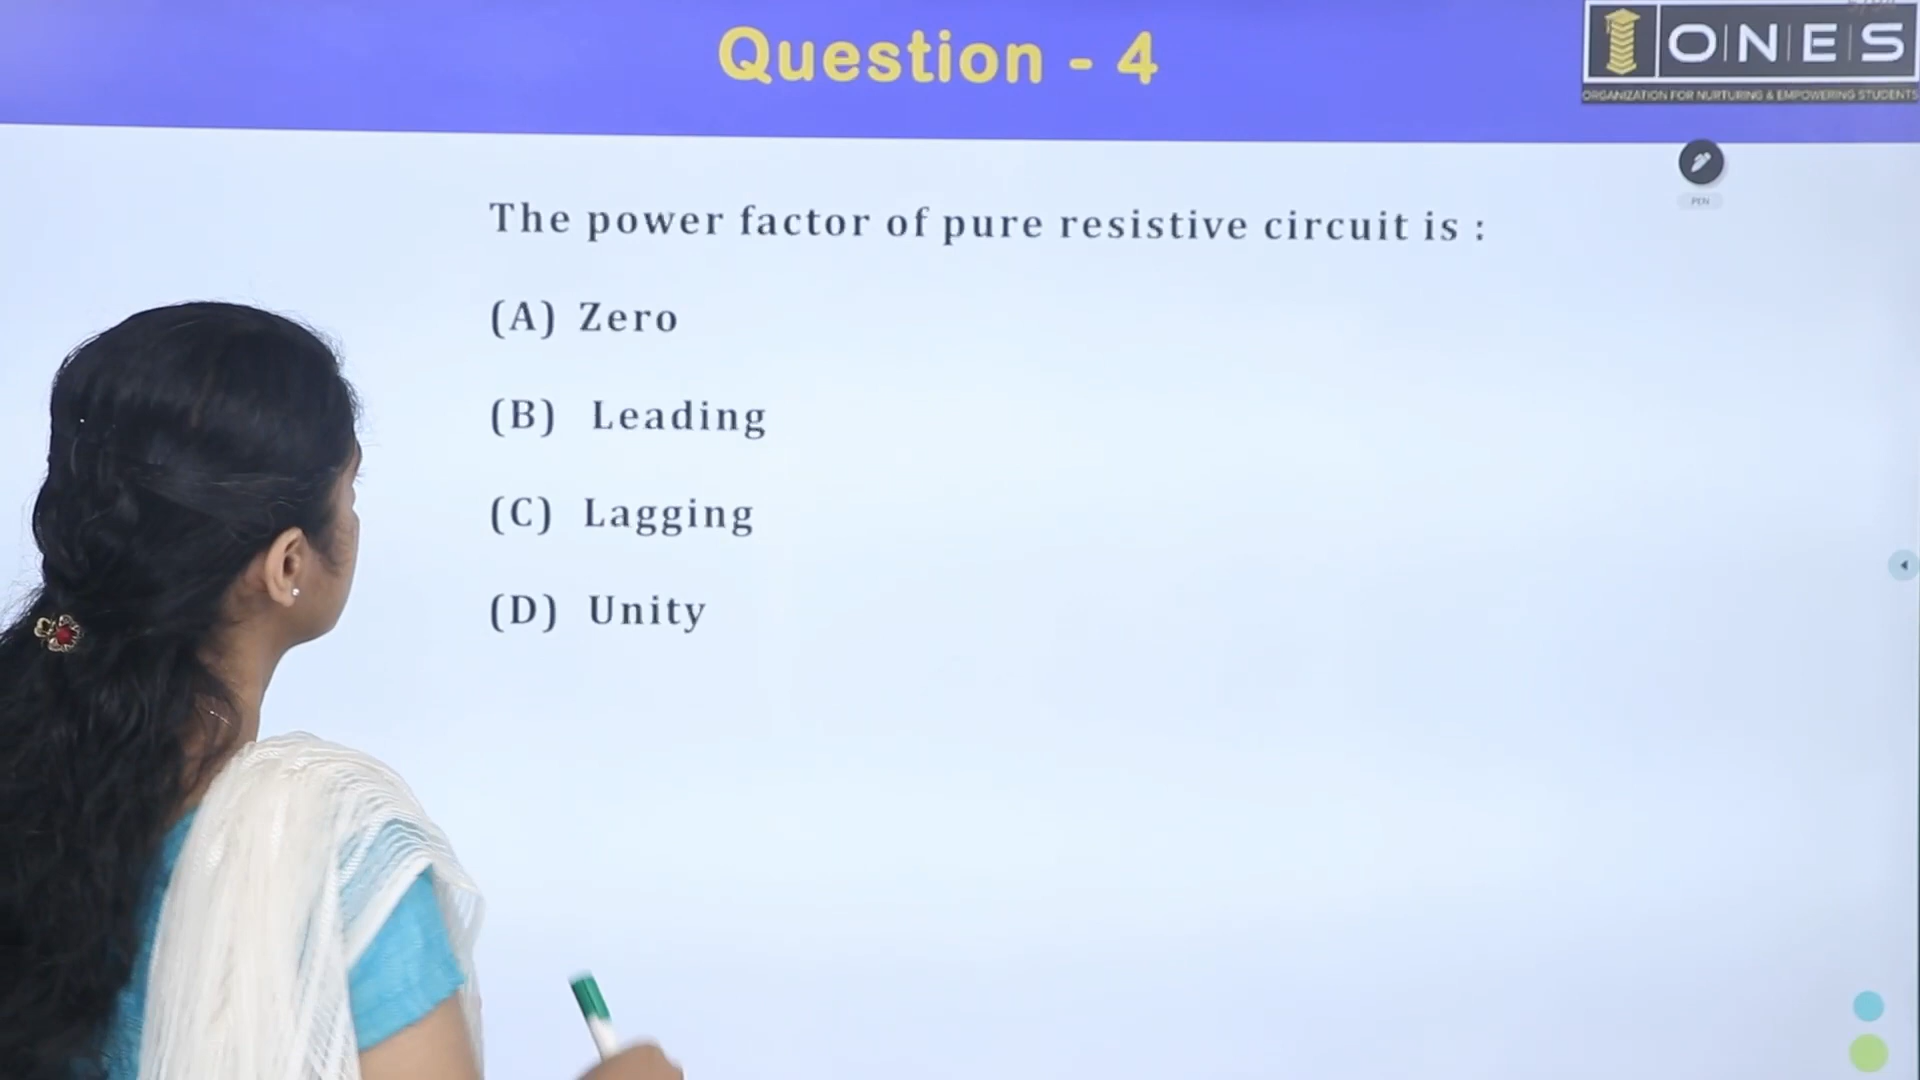 Question - 4
ONES
ORGANIZATION FOR NURTURING & EMPOWERING STUDENTS
PEN
The power factor of pure resistive circuit is :
(A) Zero
(B) Leading
(C) Lagging
(D) Unity